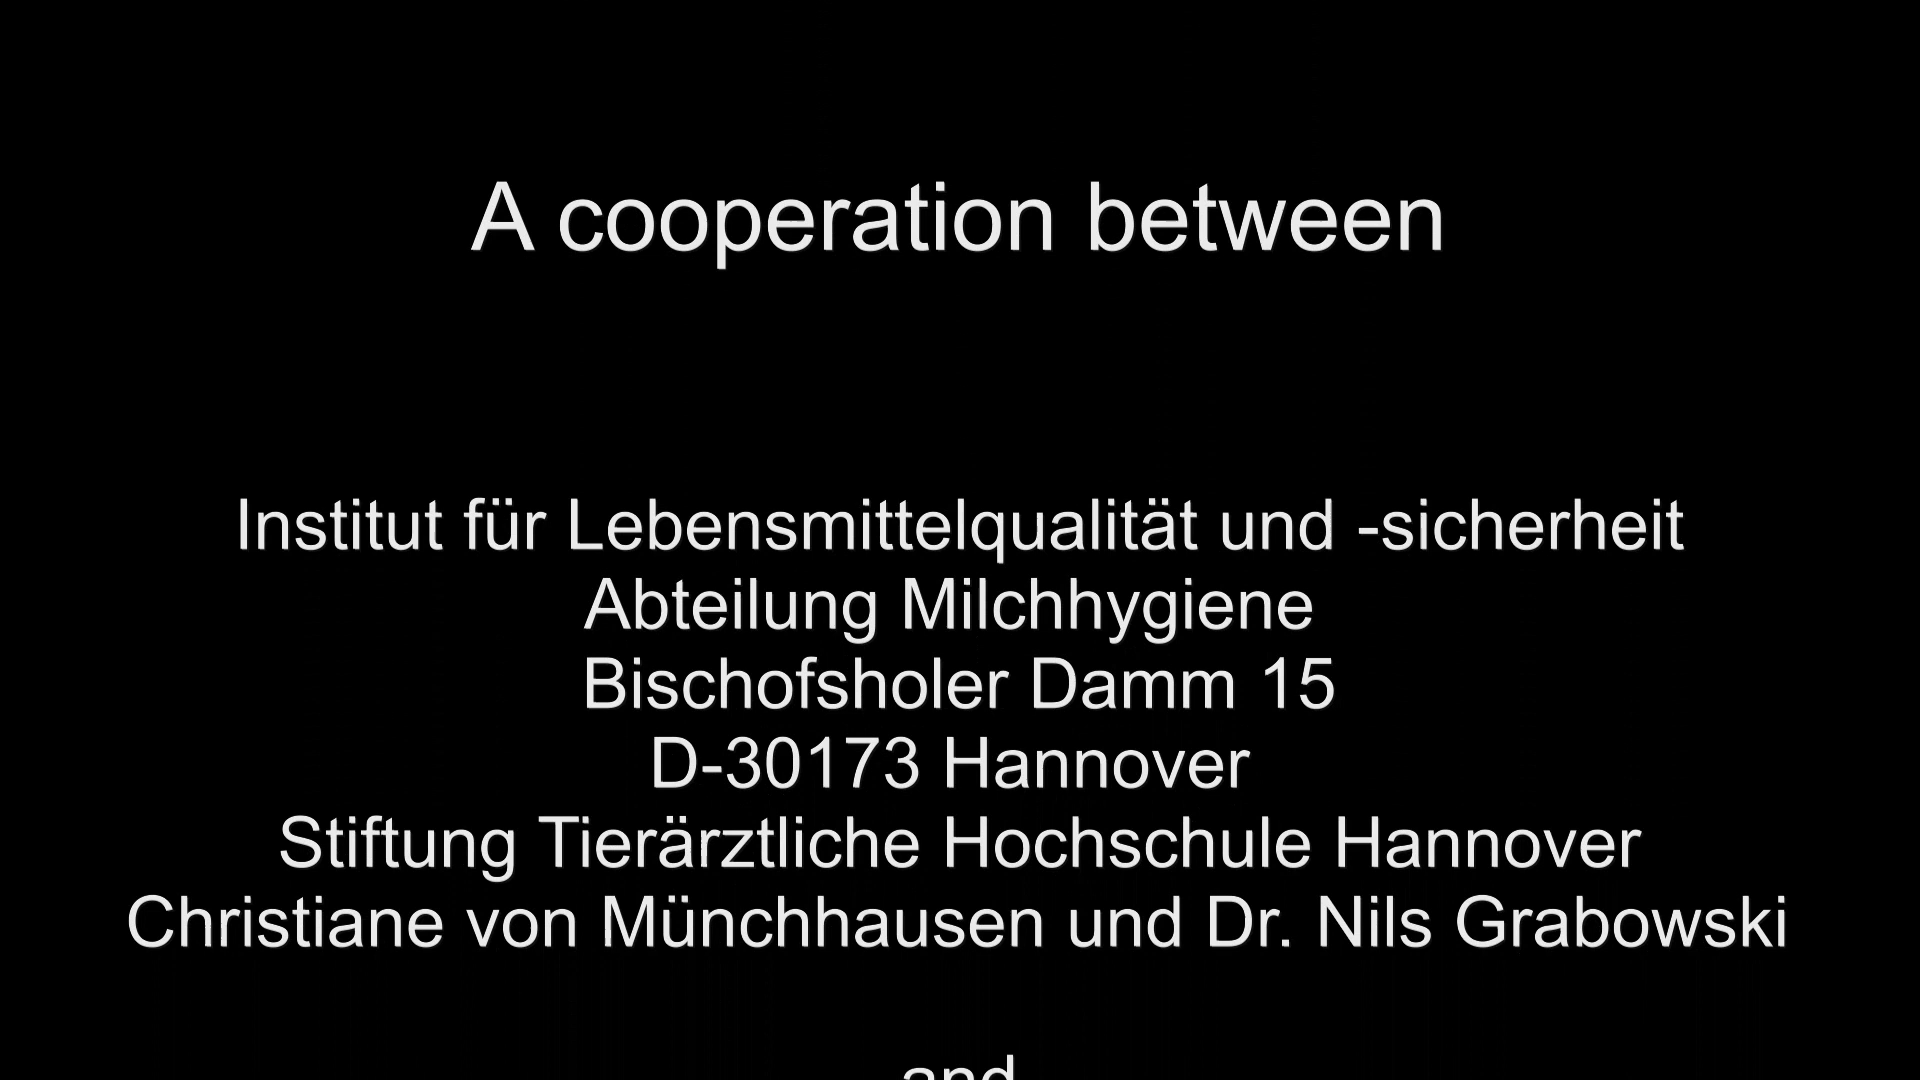 A cooperation between
Institut für Lebensmittelqualität und -sicherheit
Abteilung Milchhygiene
Bischofsholer Damm 15
D-30173 Hannover
Stiftung Tierärztliche Hochschule Hannover
Christiane von Münchhausen und Dr. Nils Grabowski
and